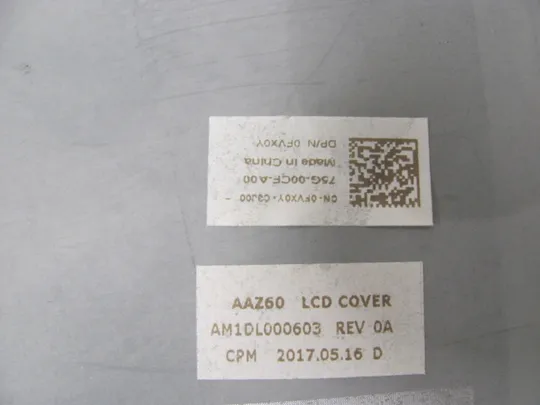 CN-0FVX0Y-C3J00
75G-00CF-A00
Made in China
DP/N 0FVX0Y
AAZ60 LCD COVER
AM1DL000603 REV 0A
CPM 2017.05.16 D